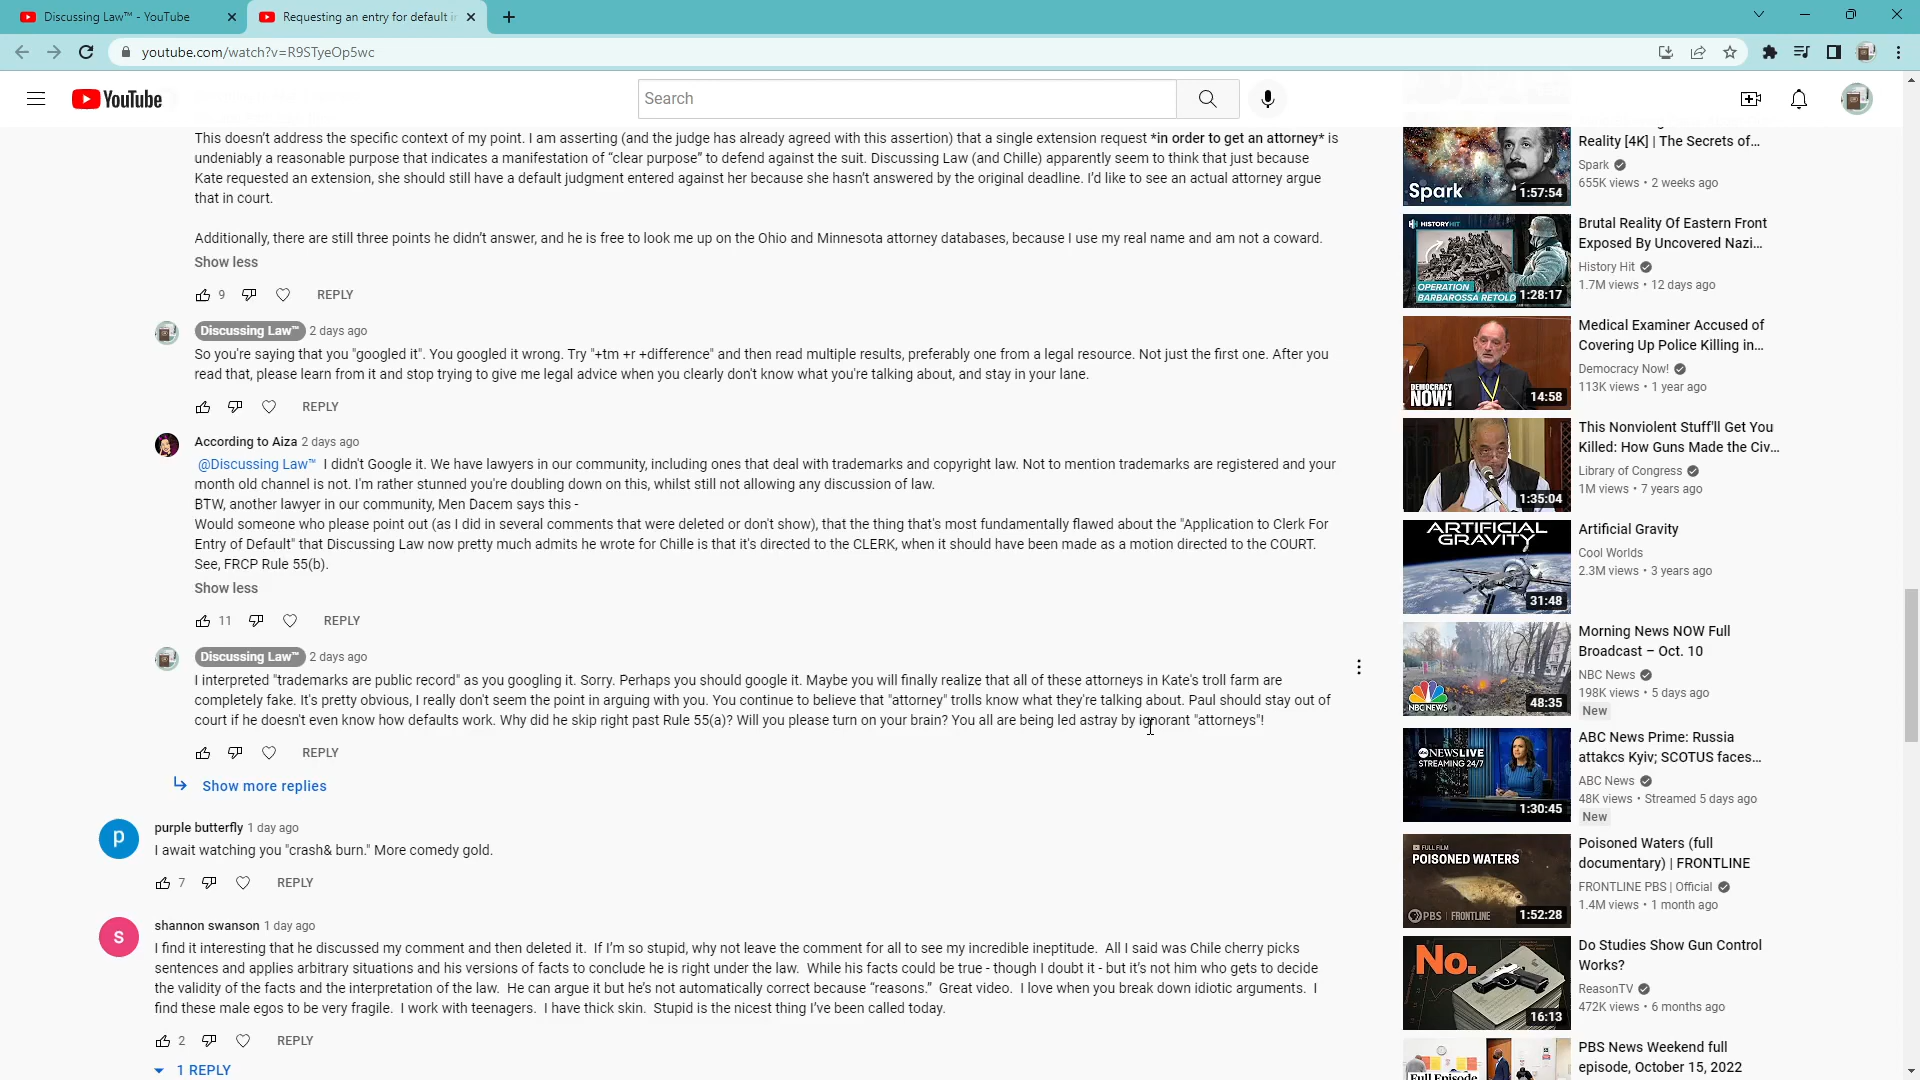 Discussing Law™ - YouTube
Requesting an entry for default i
youtube.com/watch?v=R9STyeOp5wc
YouTube
Search
This doesn’t address the specific context of my point. I am asserting (and the judge has already agreed with this assertion) that a single extension request *in order to get an attorney* is
undeniably a reasonable purpose that indicates a manifestation of “clear purpose” to defend against the suit. Discussing Law (and Chille) apparently seem to think that just because
Kate requested an extension, she should still have a default judgment entered against her because she hasn’t answered by the original deadline. I’d like to see an actual attorney argue
that in court.
Additionally, there are still three points he didn’t answer, and he is free to look me up on the Ohio and Minnesota attorney databases, because I use my real name and am not a coward.
Show less
9 REPLY
Discussing Law™ 2 days ago
So you're saying that you "googled it". You googled it wrong. Try "+tm +r +difference" and then read multiple results, preferably one from a legal resource. Not just the first one. After you
read that, please learn from it and stop trying to give me legal advice when you clearly don't know what you're talking about, and stay in your lane.
REPLY
According to Aiza 2 days ago
@Discussing Law™ I didn't Google it. We have lawyers in our community, including ones that deal with trademarks and copyright law. Not to mention trademarks are registered and your
month old channel is not. I'm rather stunned you're doubling down on this, whilst still not allowing any discussion of law.
BTW, another lawyer in our community, Men Dacem says this -
Would someone who please point out (as I did in several comments that were deleted or don't show), that the thing that's most fundamentally flawed about the "Application to Clerk For
Entry of Default" that Discussing Law now pretty much admits he wrote for Chille is that it's directed to the CLERK, when it should have been made as a motion directed to the COURT.
See, FRCP Rule 55(b).
Show less
11 REPLY
Discussing Law™ 2 days ago
I interpreted "trademarks are public record" as you googling it. Sorry. Perhaps you should google it. Maybe you will finally realize that all of these attorneys in Kate's troll farm are
completely fake. It's pretty obvious, I really don't seem the point in arguing with you. You continue to believe that "attorney" trolls know what they're talking about. Paul should stay out of
court if he doesn't even know how defaults work. Why did he skip right past Rule 55(a)? Will you please turn on your brain? You all are being led astray by ignorant "attorneys"!
REPLY
Show more replies
p
purple butterfly 1 day ago
I await watching you "crash& burn." More comedy gold.
7 REPLY
s
shannon swanson 1 day ago
I find it interesting that he discussed my comment and then deleted it. If I’m so stupid, why not leave the comment for all to see my incredible ineptitude. All I said was Chile cherry picks
sentences and applies arbitrary situations and his versions of facts to conclude he is right under the law. While his facts could be true - though I doubt it - but it’s not him who gets to decide
the validity of the facts and the interpretation of the law. He can argue it but he’s not automatically correct because “reasons.” Great video. I love when you break down idiotic arguments. I
find these male egos to be very fragile. I work with teenagers. I have thick skin. Stupid is the nicest thing I’ve been called today.
2 REPLY
1 REPLY
Spark
1:57:54
Reality [4K] | The Secrets of...
Spark
655K views • 2 weeks ago
HISTORY HIT
OPERATION
BARBAROSSA RETOLD
1:28:17
Brutal Reality Of Eastern Front
Exposed By Uncovered Nazi...
History Hit
1.7M views • 12 days ago
DEMOCRACY
NOW!
14:58
Medical Examiner Accused of
Covering Up Police Killing in...
Democracy Now!
113K views • 1 year ago
1:35:04
This Nonviolent Stuff'll Get You
Killed: How Guns Made the Civ...
Library of Congress
1M views • 7 years ago
ARTIFICIAL
GRAVITY
31:48
Artificial Gravity
Cool Worlds
2.3M views • 3 years ago
NBC NEWS
48:35
Morning News NOW Full
Broadcast – Oct. 10
NBC News
198K views • 5 days ago
New
abc NEWS LIVE
STREAMING 24/7
1:30:45
ABC News Prime: Russia
attakcs Kyiv; SCOTUS faces...
ABC News
48K views • Streamed 5 days ago
New
FULL FILM
POISONED WATERS
PBS | FRONTLINE
1:52:28
Poisoned Waters (full
documentary) | FRONTLINE
FRONTLINE PBS | Official
1.4M views • 1 month ago
No.
16:13
Do Studies Show Gun Control
Works?
ReasonTV
472K views • 6 months ago
Full Episode
PBS News Weekend full
episode, October 15, 2022